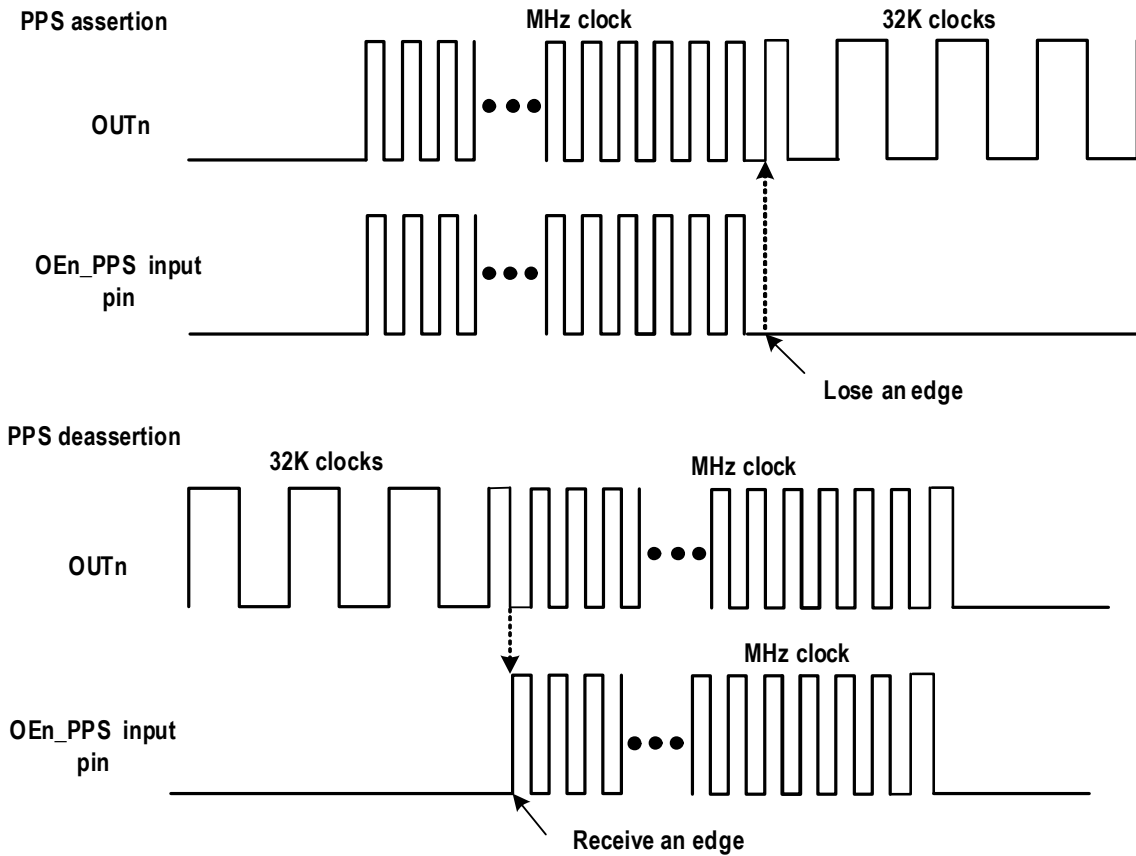 PPS assertion
MHz clock
32K clocks
OUTn
OEn_PPS input
pin
Lose an edge
PPS deassertion
32K clocks
MHz clock
OUTn
MHz clock
OEn_PPS input
pin
Receive an edge